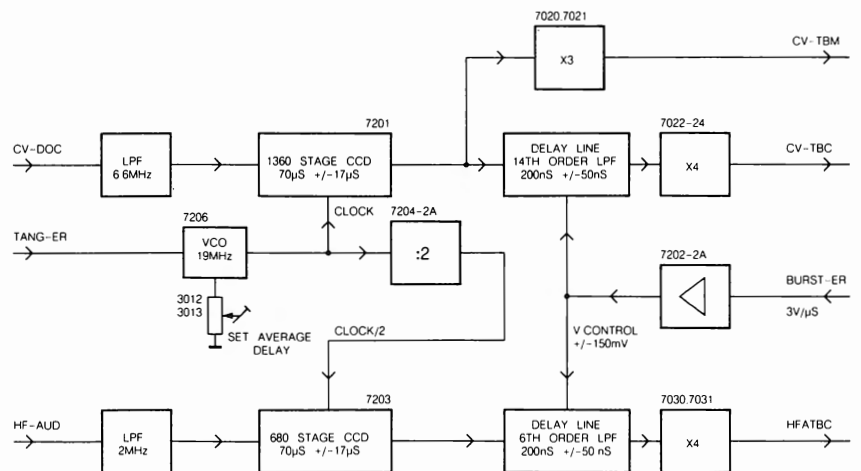 7020.7021
X3
CV-TBM
7201
7022-24
CV-DOC
LPF
6 6MHz
1360 STAGE CCD
70µS +/-17µS
DELAY LINE
14TH ORDER LPF
200nS +/-50nS
X4
CV-TBC
CLOCK
7206
7204-2A
TANG-ER
VCO
19MHz
:2
7202-2A
BURST-ER
3V/µS
3012
3013
SET AVERAGE
DELAY
CLOCK/2
V CONTROL
+/-150mV
7203
7030.7031
HF-AUD
LPF
2MHz
680 STAGE CCD
70µS +/-17µS
DELAY LINE
6TH ORDER LPF
200nS +/-50 nS
X4
HFATBC